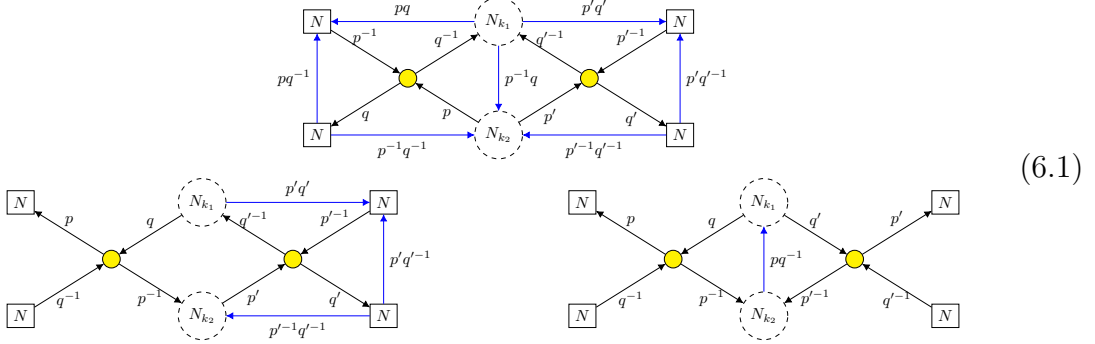 N pq N_{k_1} p'q' N
p^{-1} q^{-1} q'^{-1} p'^{-1}
pq^{-1} p^{-1}q p'q'^{-1}
q p p' q'
N N_{k_2} N
p^{-1}q^{-1} p'^{-1}q'^{-1}
(6.1)
N N_{k_1} p'q' N
p q q'^{-1} p'^{-1}
p'q'^{-1}
q^{-1} p^{-1} p' q'
N N_{k_2} p'^{-1}q'^{-1} N
N N_{k_1} N
p q q' p'
pq^{-1}
q^{-1} p^{-1} p'^{-1} q'^{-1}
N N_{k_2} N